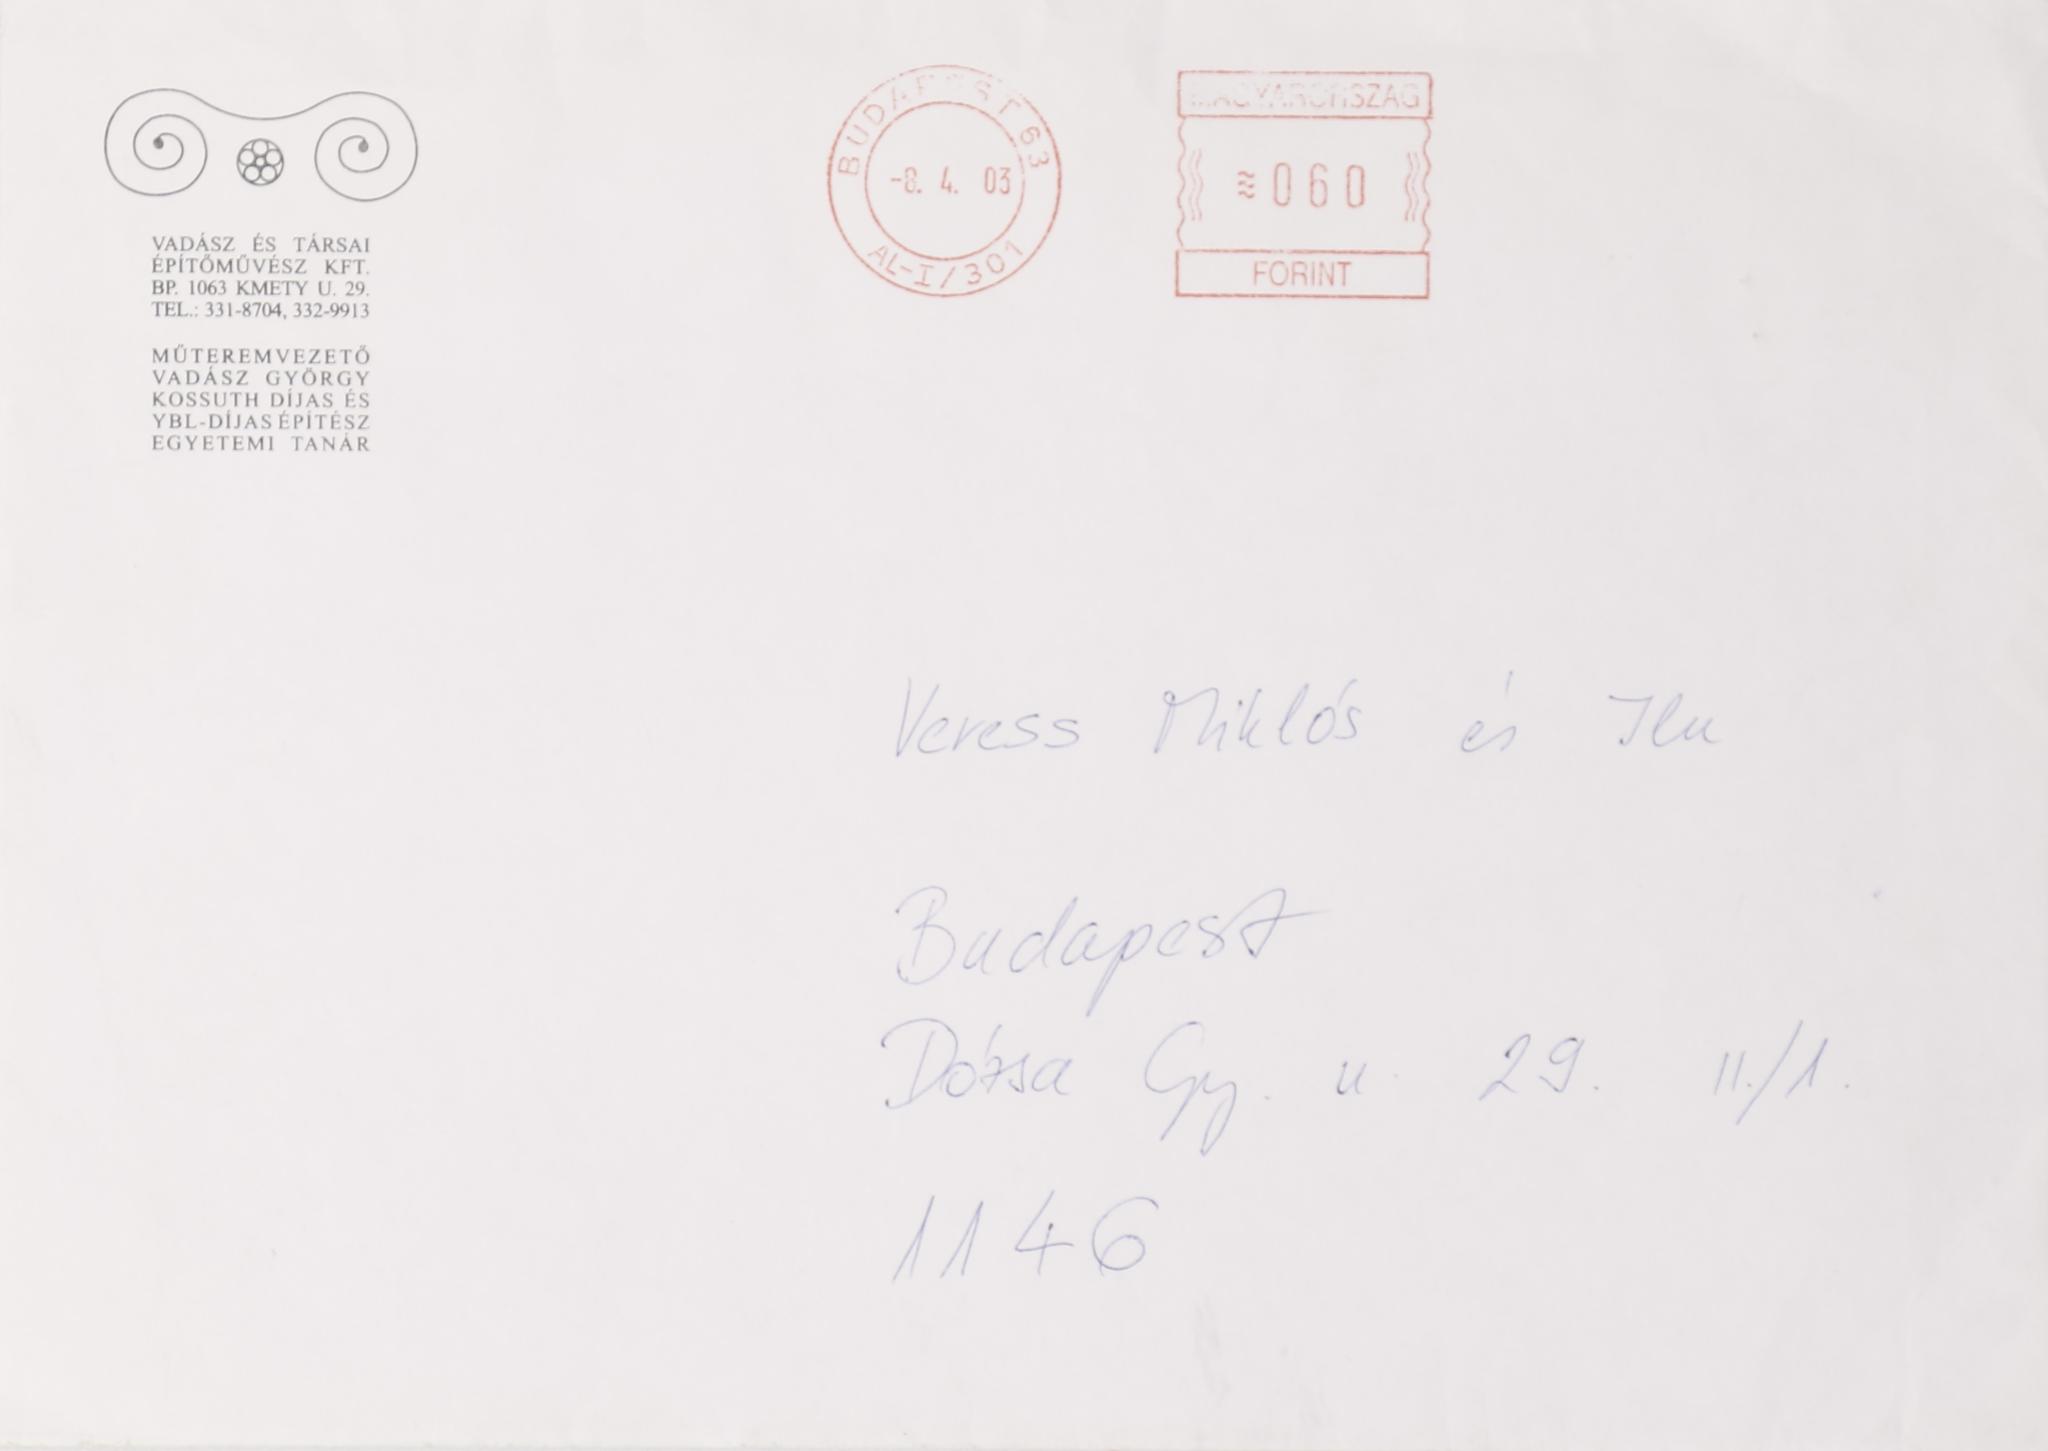 VADÁSZ ÉS TÁRSAI
ÉPÍTŐMŰVÉSZ KFT.
BP. 1063 KMETY U. 29.
TEL.: 331-8704, 332-9913
MŰTEREMVEZETŐ
VADÁSZ GYÖRGY
KOSSUTH DÍJAS ÉS
YBL-DÍJAS ÉPÍTÉSZ
EGYETEMI TANÁR
BUDAPEST 63
-8. 4. 03
AL-I/301
MAGYARORSZÁG
≋060
FORINT
Veress Miklós és
Budapest
Dózsa Gy. u. 29. II./1.
1146